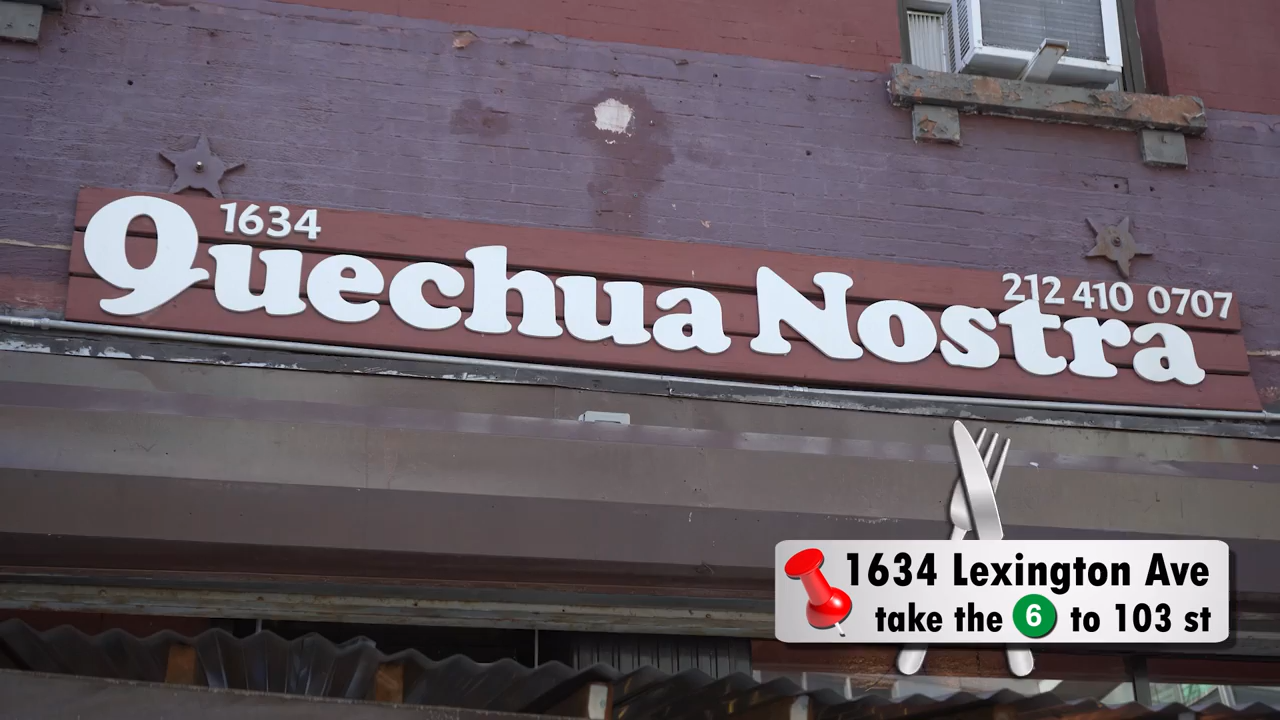 1634
Quechua Nostra
212 410 0707
1634 Lexington Ave
take the 6 to 103 st